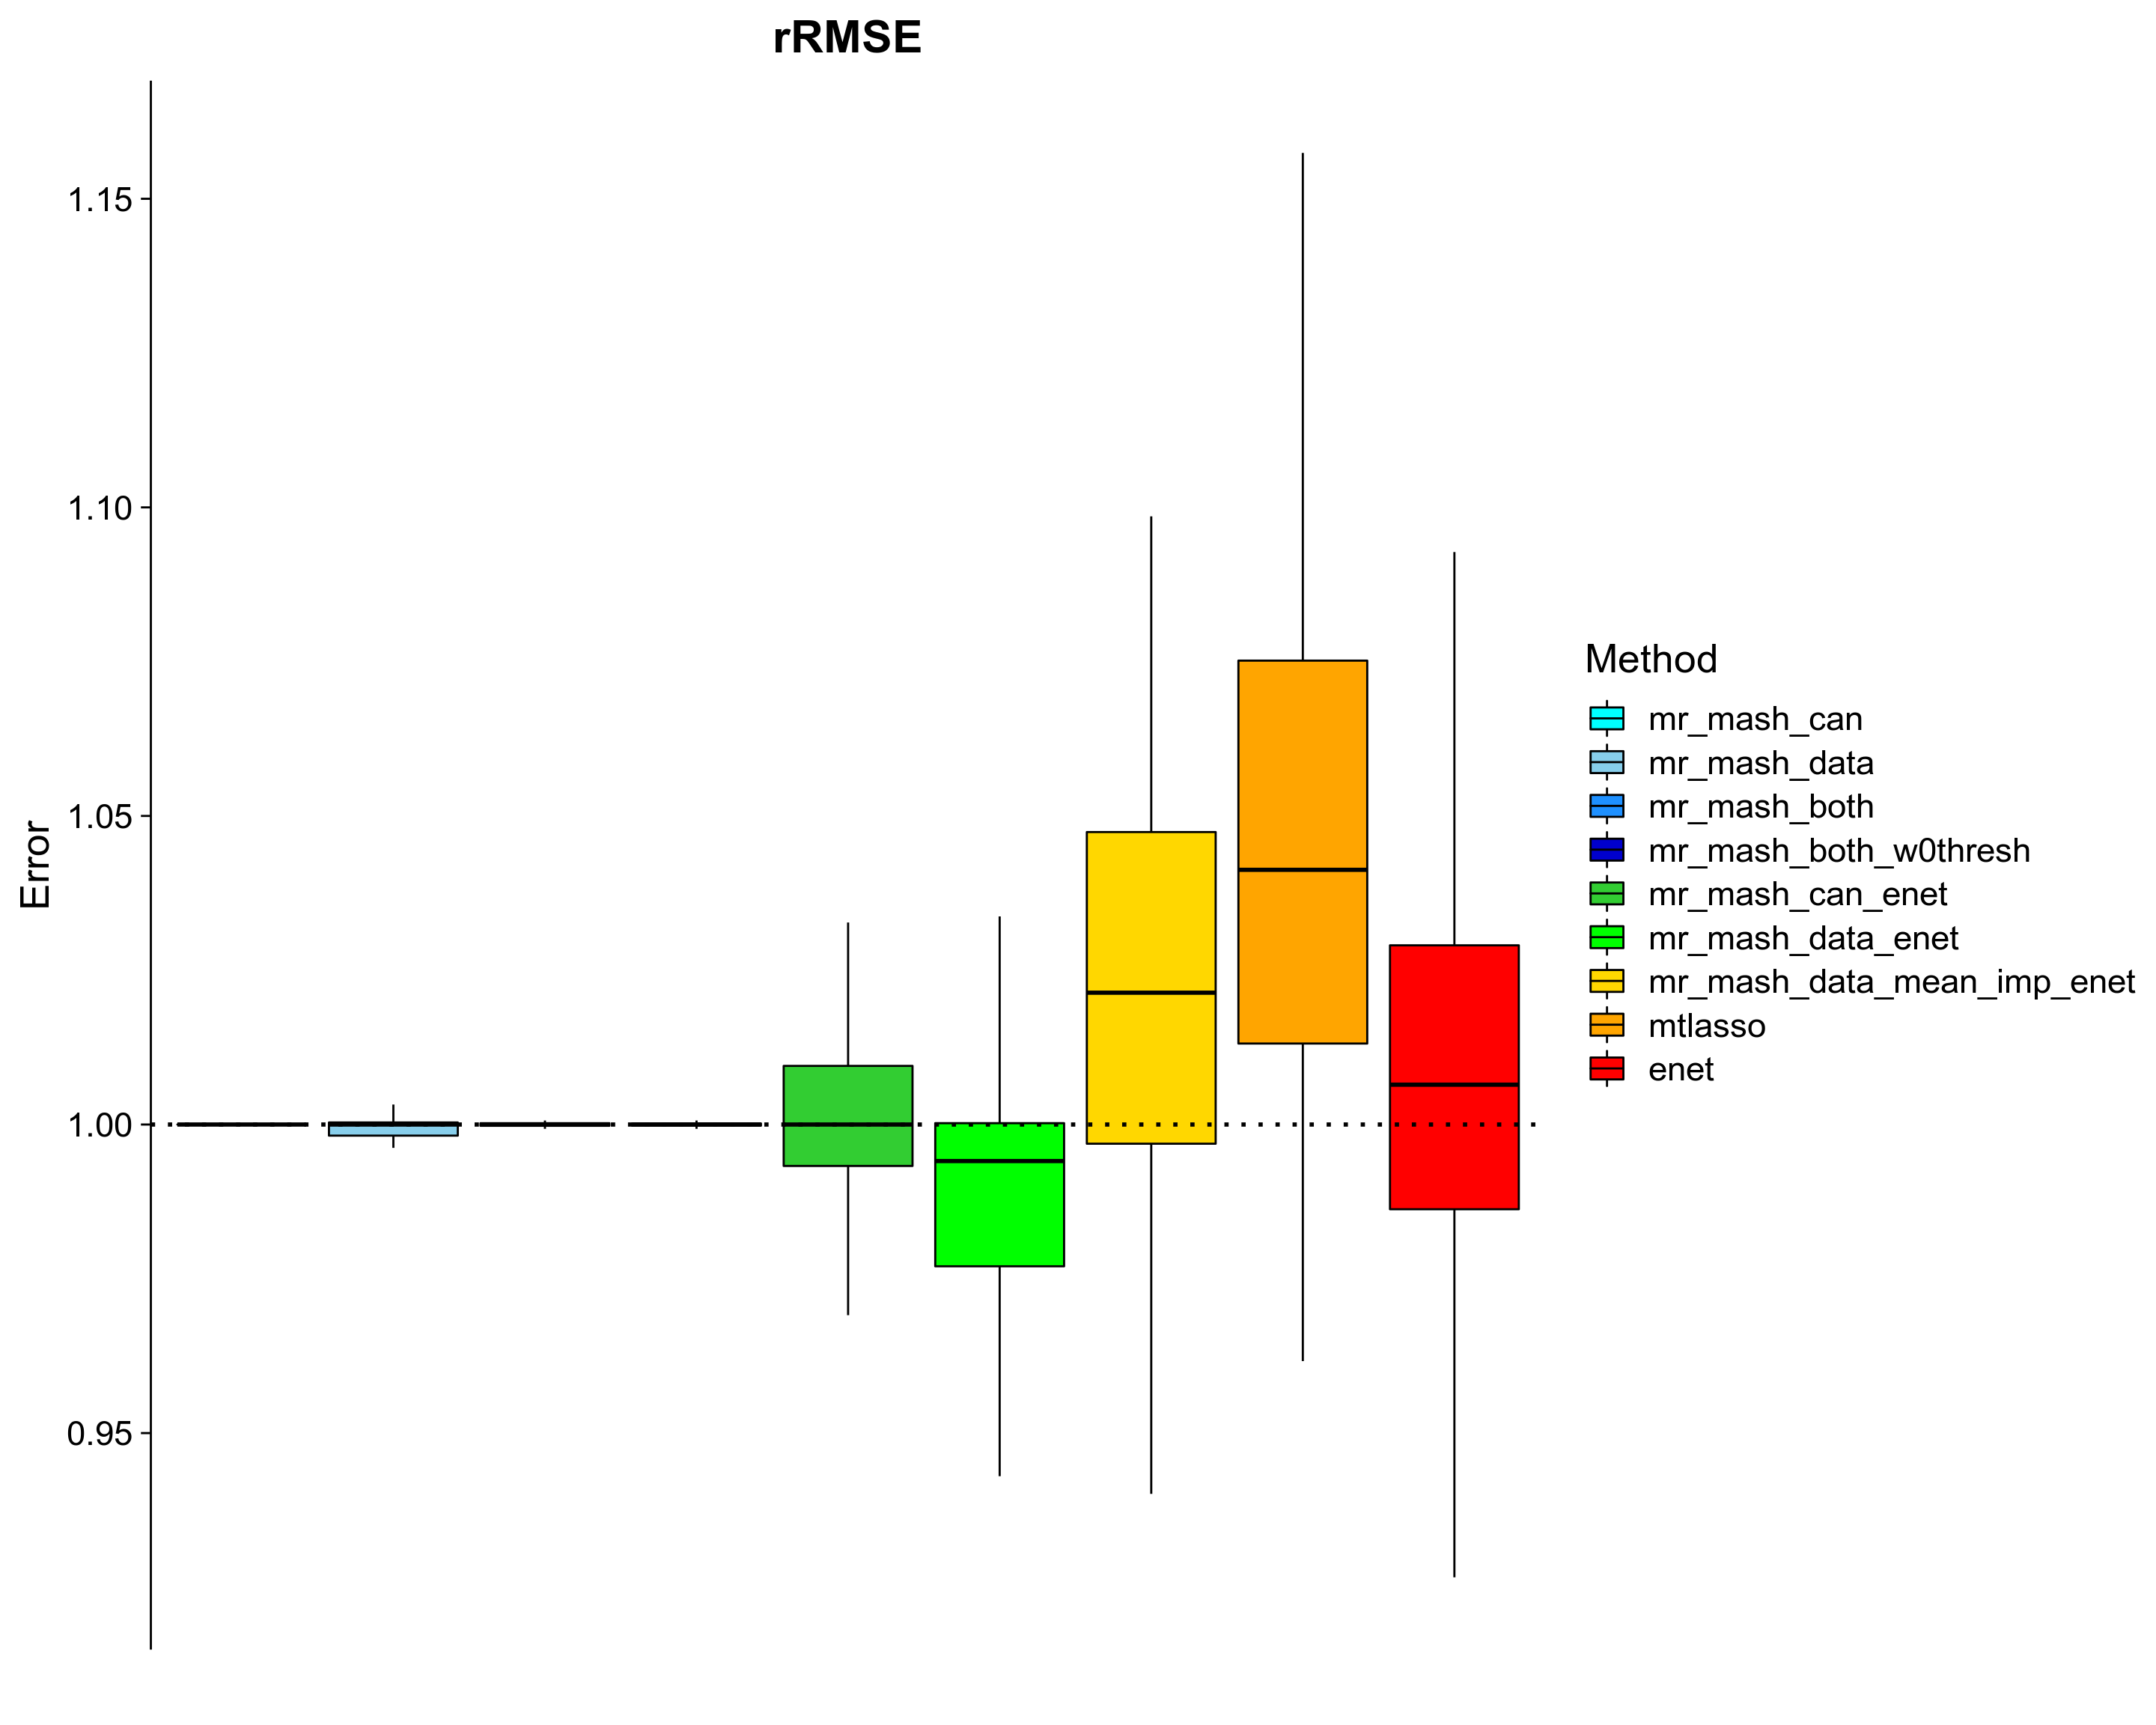 rRMSE
1.15
1.10
1.05
1.00
0.95
Error
Method
mr_mash_can
mr_mash_data
mr_mash_both
mr_mash_both_w0thresh
mr_mash_can_enet
mr_mash_data_enet
mr_mash_data_mean_imp_enet
mtlasso
enet